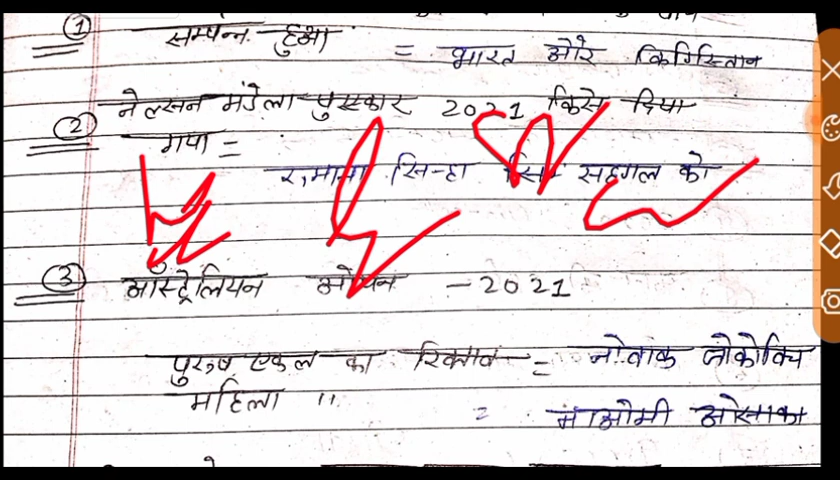 ① सम्पन्न हुआ = भारत और किर्गिस्तान
② नेल्सन मंडेला पुरस्कार 2021 किसे दिया
गया =
रुमाना सिन्हा सहगल को
③ ऑस्ट्रेलियन ओपन - 2021
पुरुष एकल का खिताब = नोवाक जोकोविच
महिला " = नाओमी ओसाका